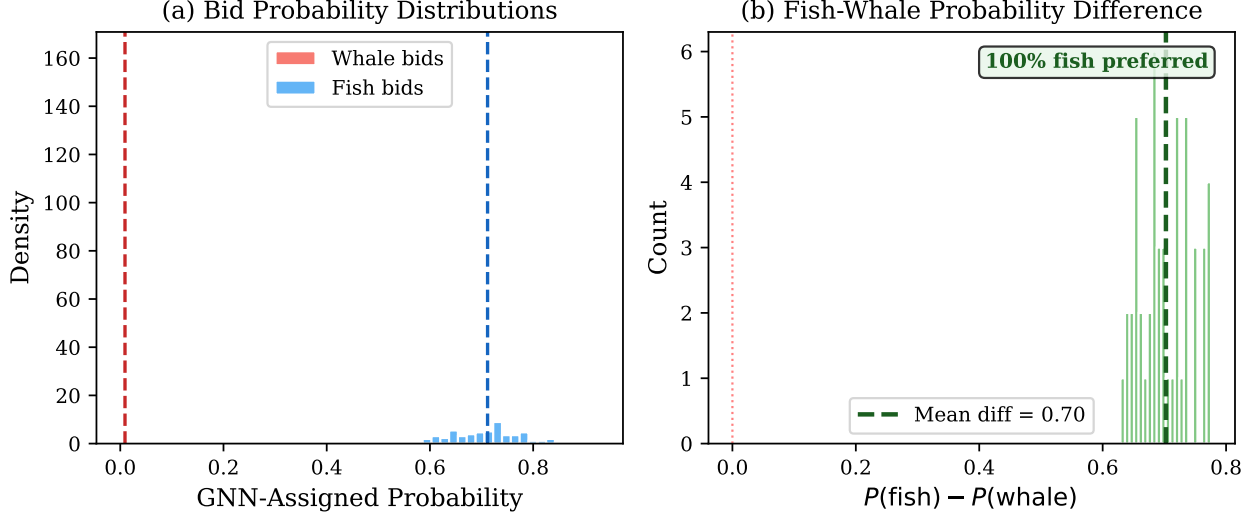 (a) Bid Probability Distributions
Whale bids
Fish bids
160
140
120
100
80
60
40
20
0
Density
0.0 0.2 0.4 0.6 0.8
GNN-Assigned Probability
(b) Fish-Whale Probability Difference
100% fish preferred
6
5
4
3
2
1
0
Count
Mean diff = 0.70
0.0 0.2 0.4 0.6 0.8
P(fish) − P(whale)